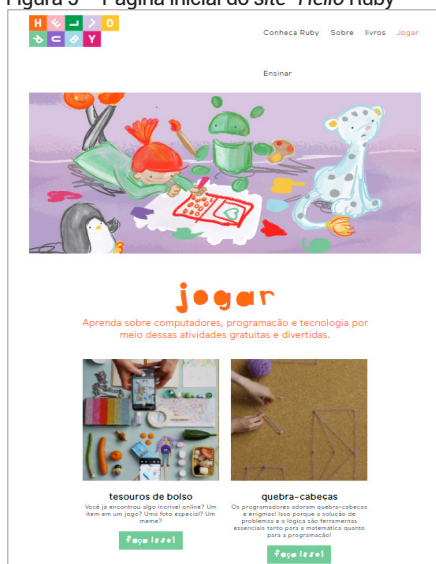 Figura 5 – Página inicial do site Hello Ruby
HELLO
RUBY
Conheça Ruby Sobre livros Jogar
Ensinar
jogar
Aprenda sobre computadores, programação e tecnologia por
meio dessas atividades gratuitas e divertidas.
tesouros de bolso
Você já encontrou algo incrível online? Um
item em um jogo? Uma foto especial? Um
meme?
faça isso!
quebra-cabeças
Os programadores adoram quebra-cabeças
e enigmas! Isso porque a solução de
problemas e a lógica são ferramentas
essenciais tanto para a matemática quanto
para a programação!
faça isso!